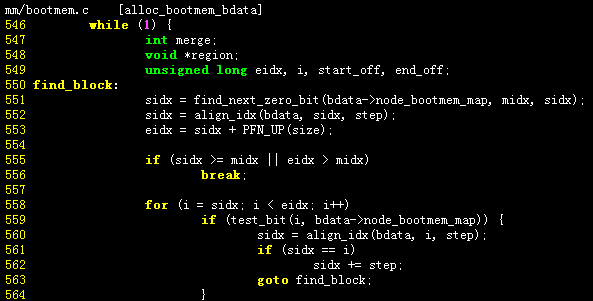 mm/bootmem.c    [alloc_bootmem_bdata]
546         while (1) {
547                 int merge;
548                 void *region;
549                 unsigned long eidx, i, start_off, end_off;
550 find_block:
551                 sidx = find_next_zero_bit(bdata->node_bootmem_map, midx, sidx);
552                 sidx = align_idx(bdata, sidx, step);
553                 eidx = sidx + PFN_UP(size);
554
555                 if (sidx >= midx || eidx > midx)
556                         break;
557
558                 for (i = sidx; i < eidx; i++)
559                         if (test_bit(i, bdata->node_bootmem_map)) {
560                                 sidx = align_idx(bdata, i, step);
561                                 if (sidx == i)
562                                         sidx += step;
563                                 goto find_block;
564                         }